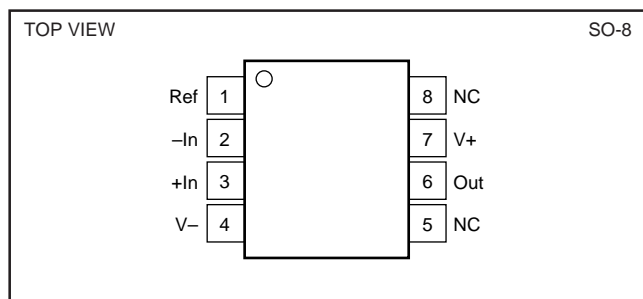 TOP VIEW SO-8
Ref 1 8 NC
–In 2 7 V+
+In 3 6 Out
V– 4 5 NC